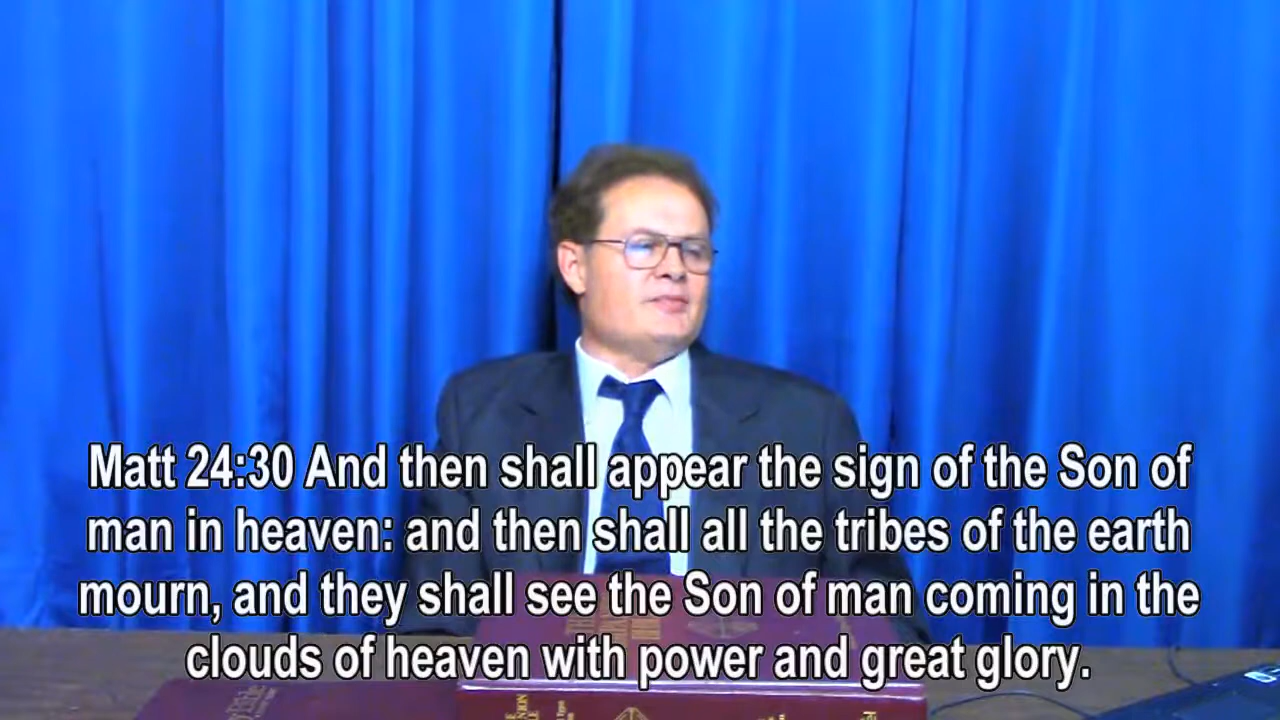 Matt 24:30 And then shall appear the sign of the Son of
man in heaven: and then shall all the tribes of the earth
mourn, and they shall see the Son of man coming in the
clouds of heaven with power and great glory.